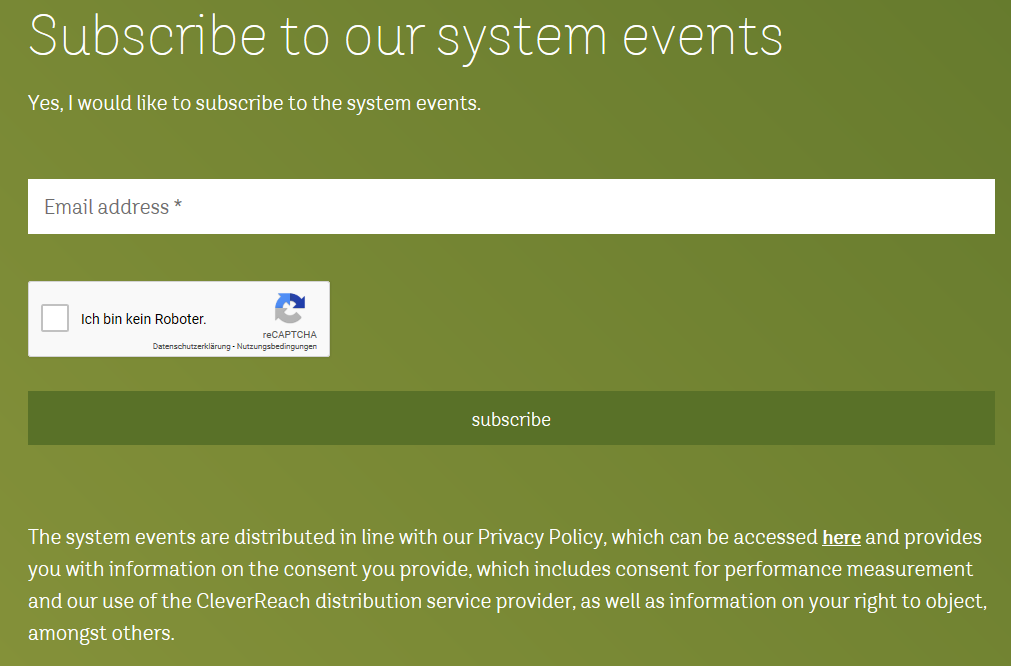 Subscribe to our system events
Yes, I would like to subscribe to the system events.
Email address *
Ich bin kein Roboter.
reCAPTCHA
Datenschutzerklärung - Nutzungsbedingungen
subscribe
The system events are distributed in line with our Privacy Policy, which can be accessed here and provides
you with information on the consent you provide, which includes consent for performance measurement
and our use of the CleverReach distribution service provider, as well as information on your right to object,
amongst others.